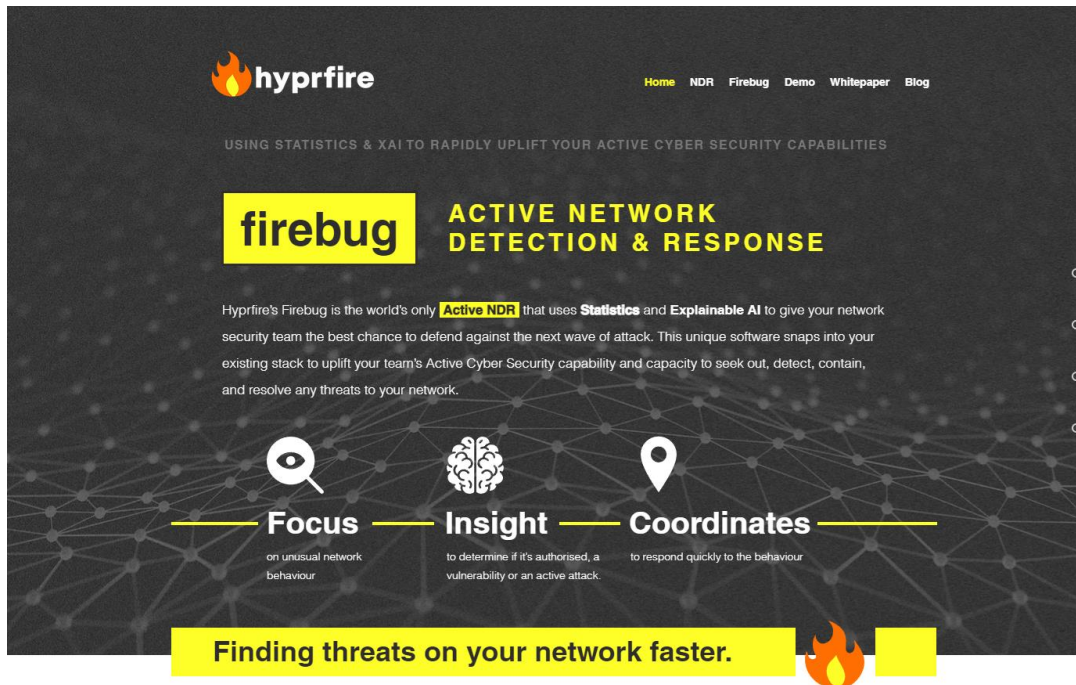 hyprfire
Home NDR Firebug Demo Whitepaper Blog
USING STATISTICS & XAI TO RAPIDLY UPLIFT YOUR ACTIVE CYBER SECURITY CAPABILITIES
firebug
ACTIVE NETWORK
DETECTION & RESPONSE
Hyprfire's Firebug is the world's only Active NDR that uses Statistics and Explainable AI to give your network
security team the best chance to defend against the next wave of attack. This unique software snaps into your
existing stack to uplift your team's Active Cyber Security capability and capacity to seek out, detect, contain,
and resolve any threats to your network.
Focus
on unusual network
behaviour
Insight
to determine if it's authorised, a
vulnerability or an active attack.
Coordinates
to respond quickly to the behaviour
Finding threats on your network faster.